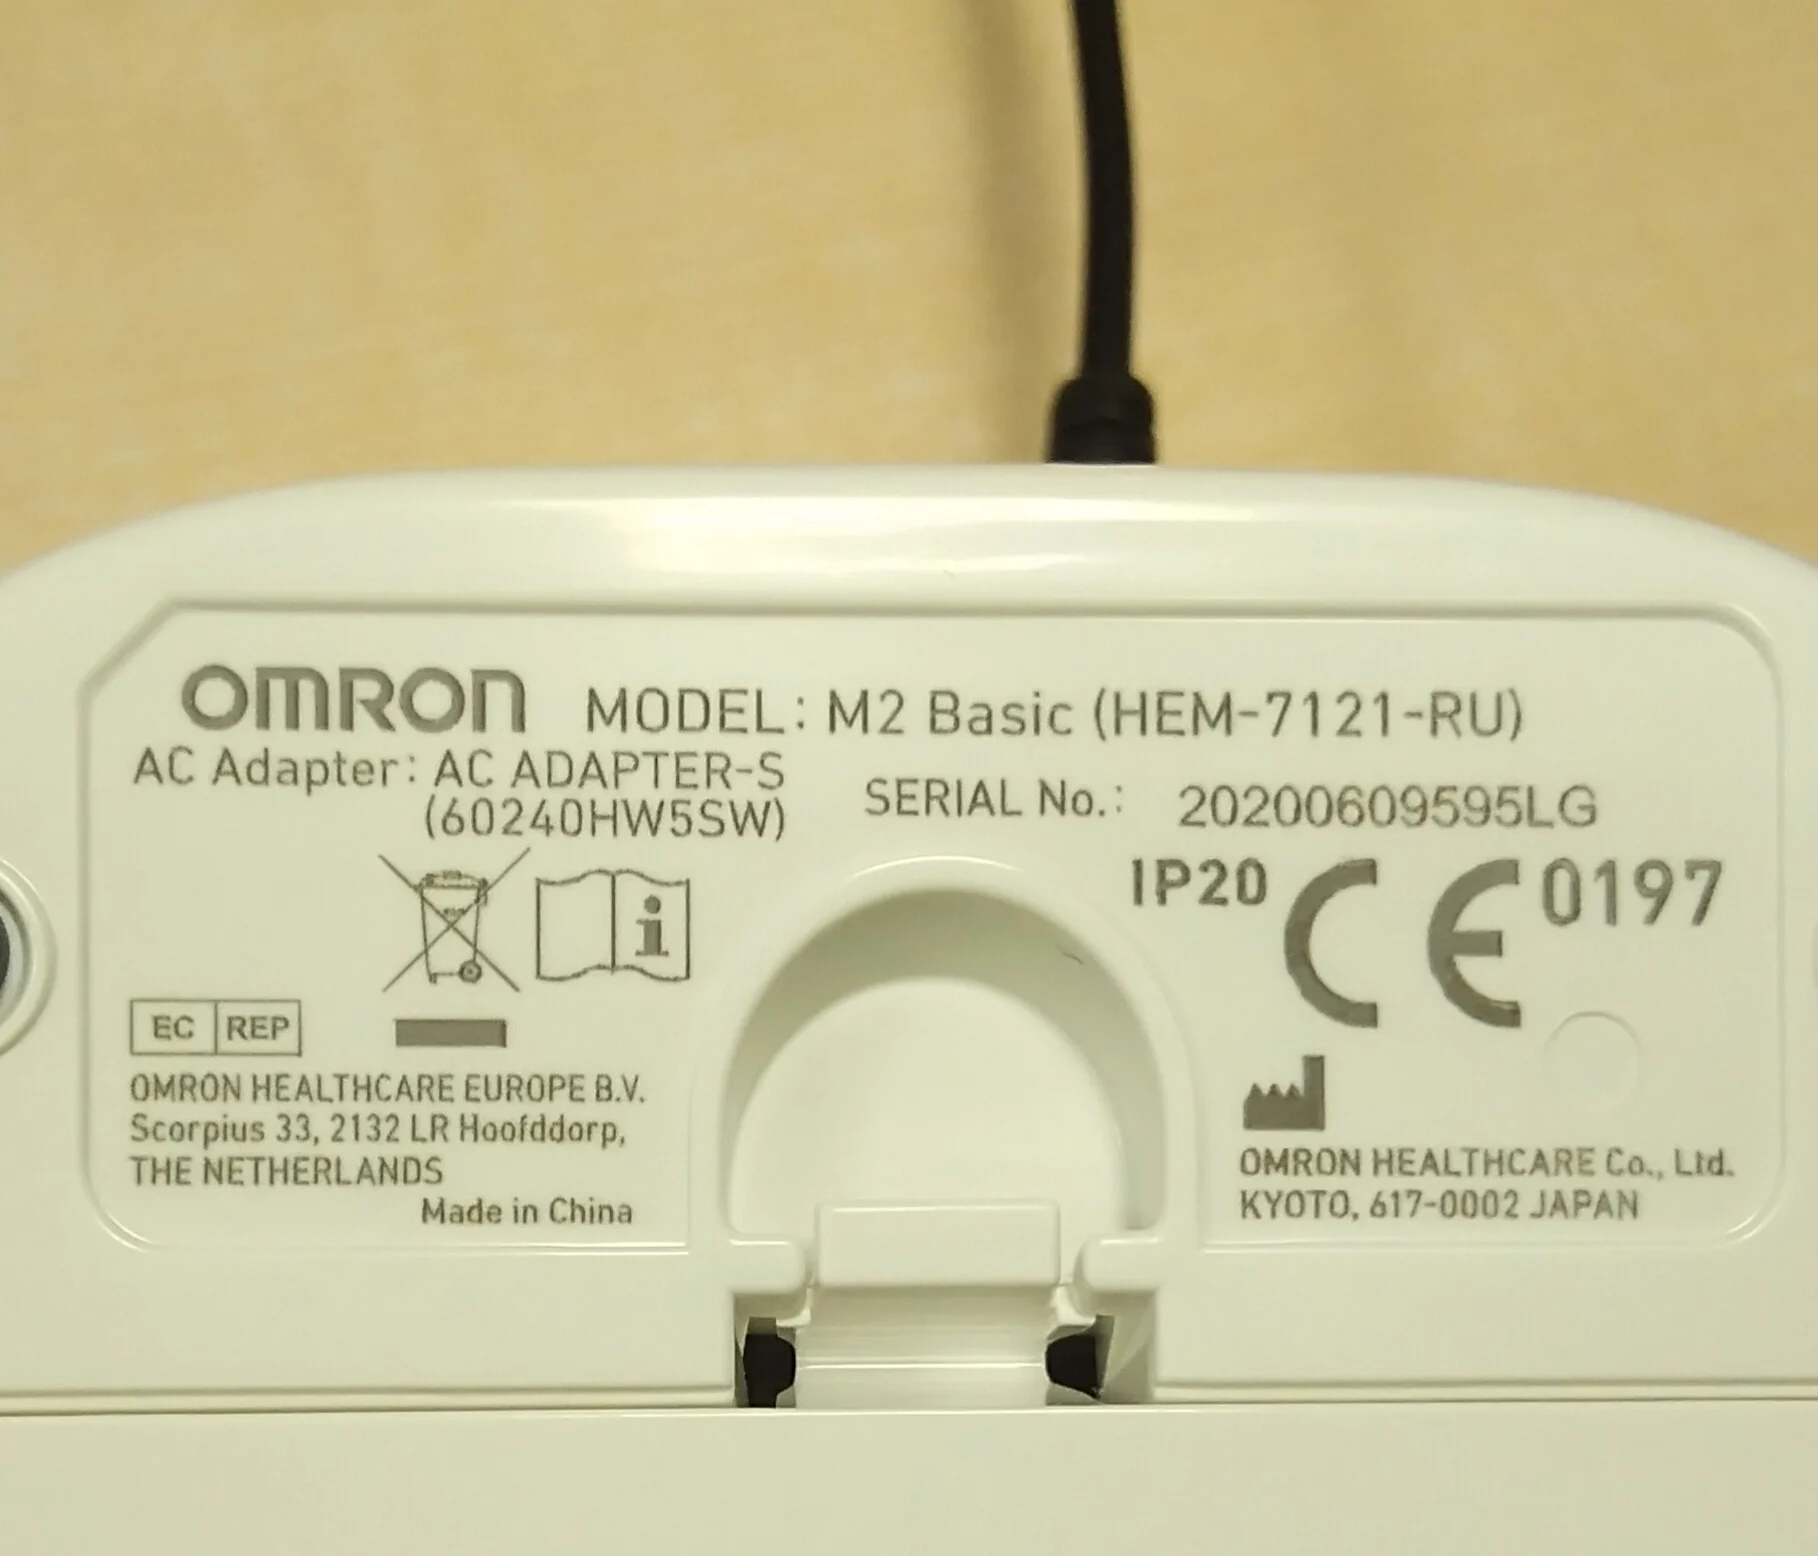 OMRON MODEL: M2 Basic (HEM-7121-RU)
AC Adapter: AC ADAPTER-S
(60240HW5SW)
SERIAL No.: 20200609595LG
IP20 CE 0197
EC REP
OMRON HEALTHCARE EUROPE B.V.
Scorpius 33, 2132 LR Hoofddorp,
THE NETHERLANDS
Made in China
OMRON HEALTHCARE Co., Ltd.
KYOTO, 617-0002 JAPAN